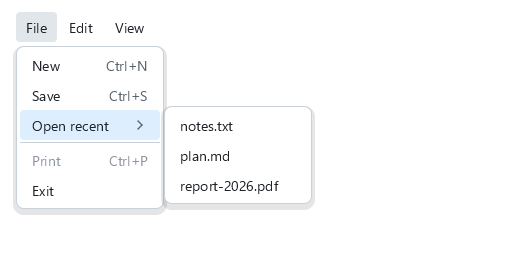 File Edit View
New Ctrl+N
Save Ctrl+S
Open recent
notes.txt
plan.md
report-2026.pdf
Print Ctrl+P
Exit